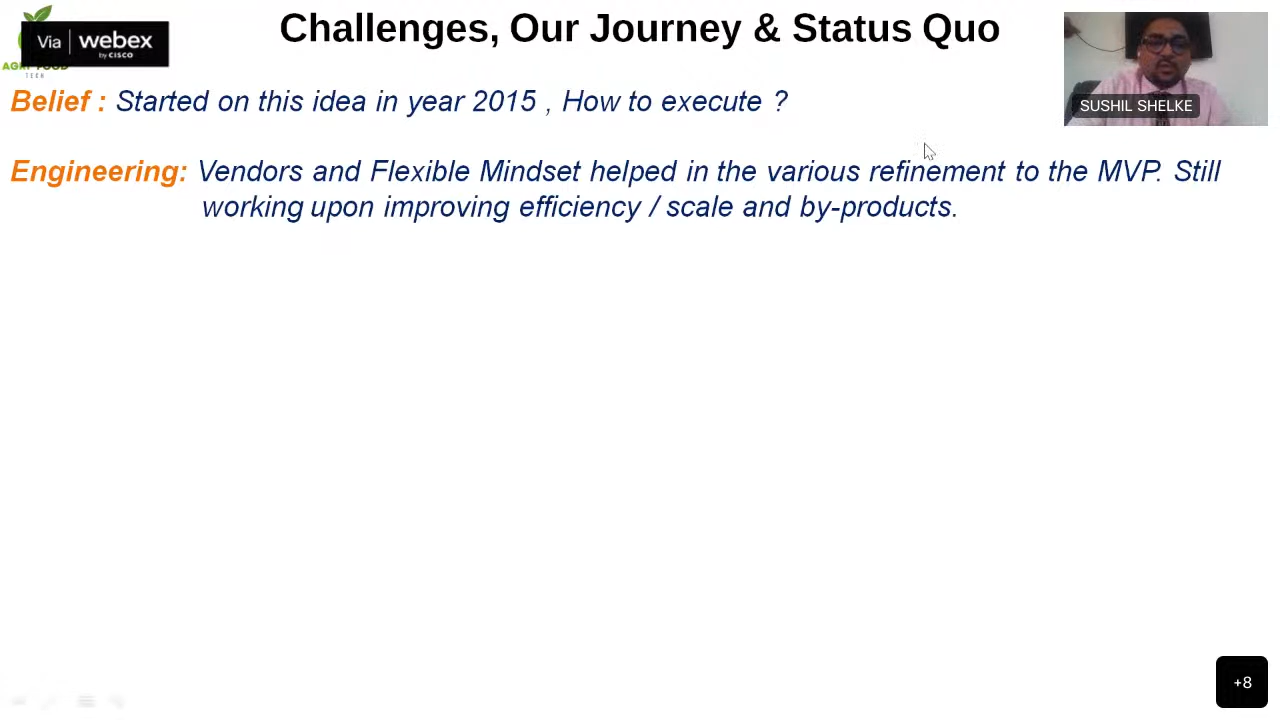 Challenges, Our Journey & Status Quo
Via webex
by CISCO
TECH
SUSHIL SHELKE
Belief : Started on this idea in year 2015 , How to execute ?
Engineering: Vendors and Flexible Mindset helped in the various refinement to the MVP. Still
working upon improving efficiency / scale and by-products.
+8